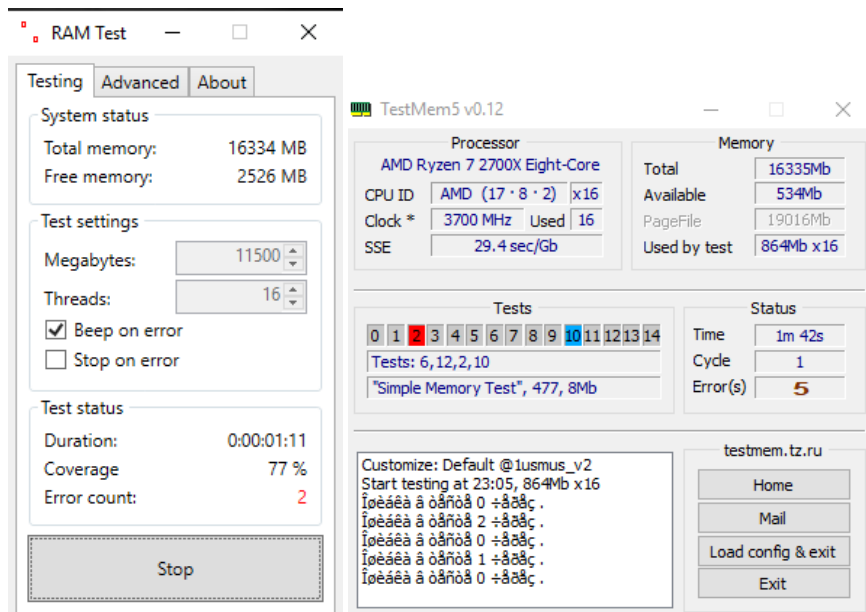 RAM Test
Testing Advanced About
System status
Total memory: 16334 MB
Free memory: 2526 MB
Test settings
Megabytes: 11500
Threads: 16
Beep on error
Stop on error
Test status
Duration: 0:00:01:11
Coverage 77 %
Error count: 2
Stop
TestMem5 v0.12
Processor
AMD Ryzen 7 2700X Eight-Core
CPU ID AMD (17 · 8 · 2) x16
Clock * 3700 MHz Used 16
SSE 29.4 sec/Gb
Memory
Total 16335Mb
Available 534Mb
PageFile 19016Mb
Used by test 864Mb x16
Tests
0 1 2 3 4 5 6 7 8 9 10 11 12 13 14
Tests: 6,12,2,10
"Simple Memory Test", 477, 8Mb
Status
Time 1m 42s
Cycle 1
Error(s) 5
Customize: Default @1usmus_v2
Start testing at 23:05, 864Mb x16
Îøèáêà â òåñòå 0 ÷åðåç .
Îøèáêà â òåñòå 2 ÷åðåç .
Îøèáêà â òåñòå 0 ÷åðåç .
Îøèáêà â òåñòå 1 ÷åðåç .
Îøèáêà â òåñòå 0 ÷åðåç .
testmem.tz.ru
Home
Mail
Load config & exit
Exit